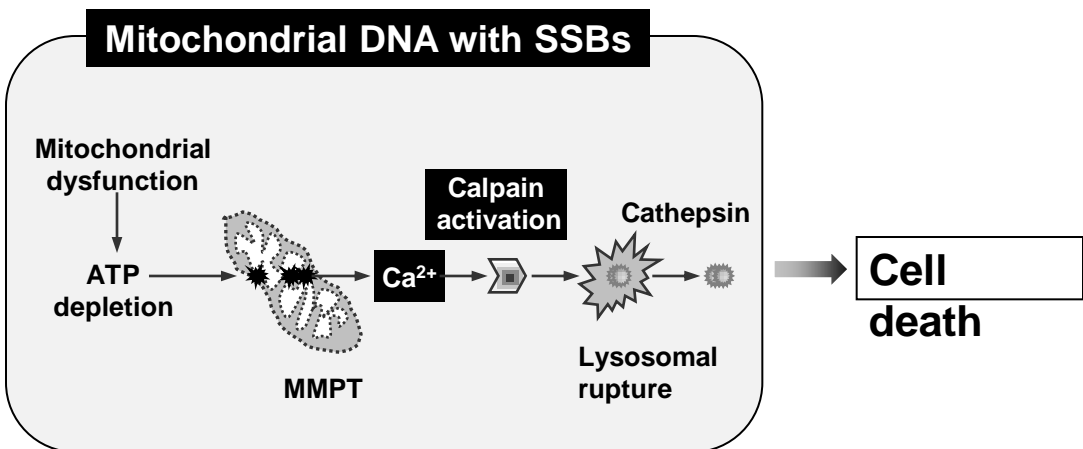 Mitochondrial DNA with SSBs
Mitochondrial
dysfunction
ATP
depletion
MMPT
Ca²⁺
Calpain
activation
Lysosomal
rupture
Cathepsin
Cell
death